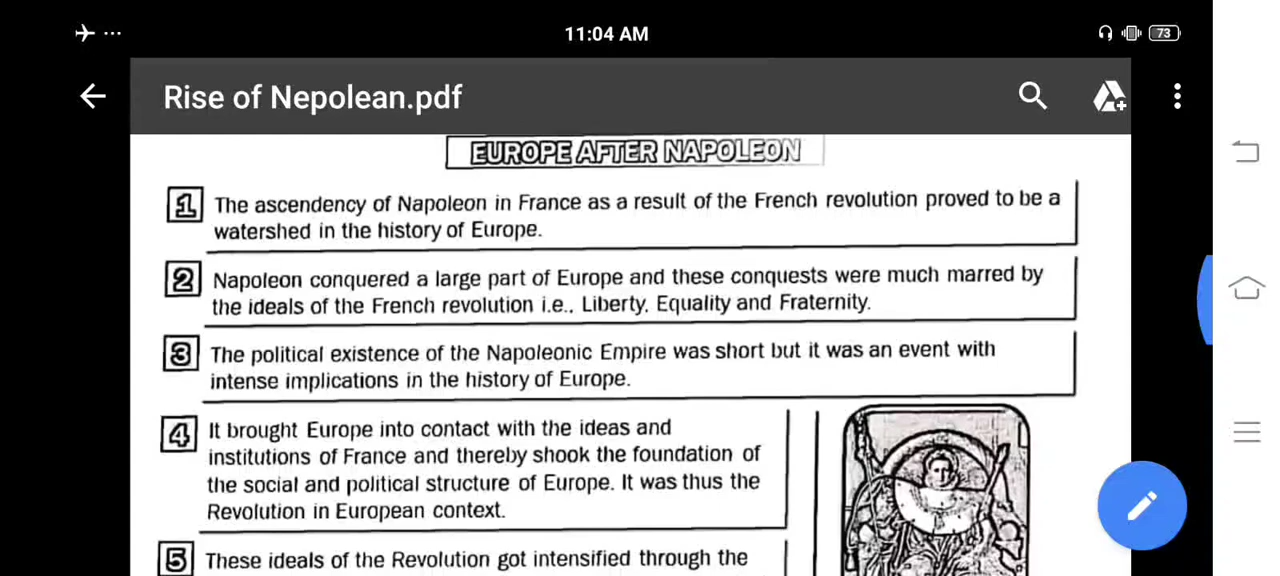 11:04 AM
73
Rise of Nepolean.pdf
EUROPE AFTER NAPOLEON
1 The ascendency of Napoleon in France as a result of the French revolution proved to be a
watershed in the history of Europe.
2 Napoleon conquered a large part of Europe and these conquests were much marred by
the ideals of the French revolution i.e., Liberty, Equality and Fraternity.
3 The political existence of the Napoleonic Empire was short but it was an event with
intense implications in the history of Europe.
4 It brought Europe into contact with the ideas and
institutions of France and thereby shook the foundation of
the social and political structure of Europe. It was thus the
Revolution in European context.
5 These ideals of the Revolution got intensified through the